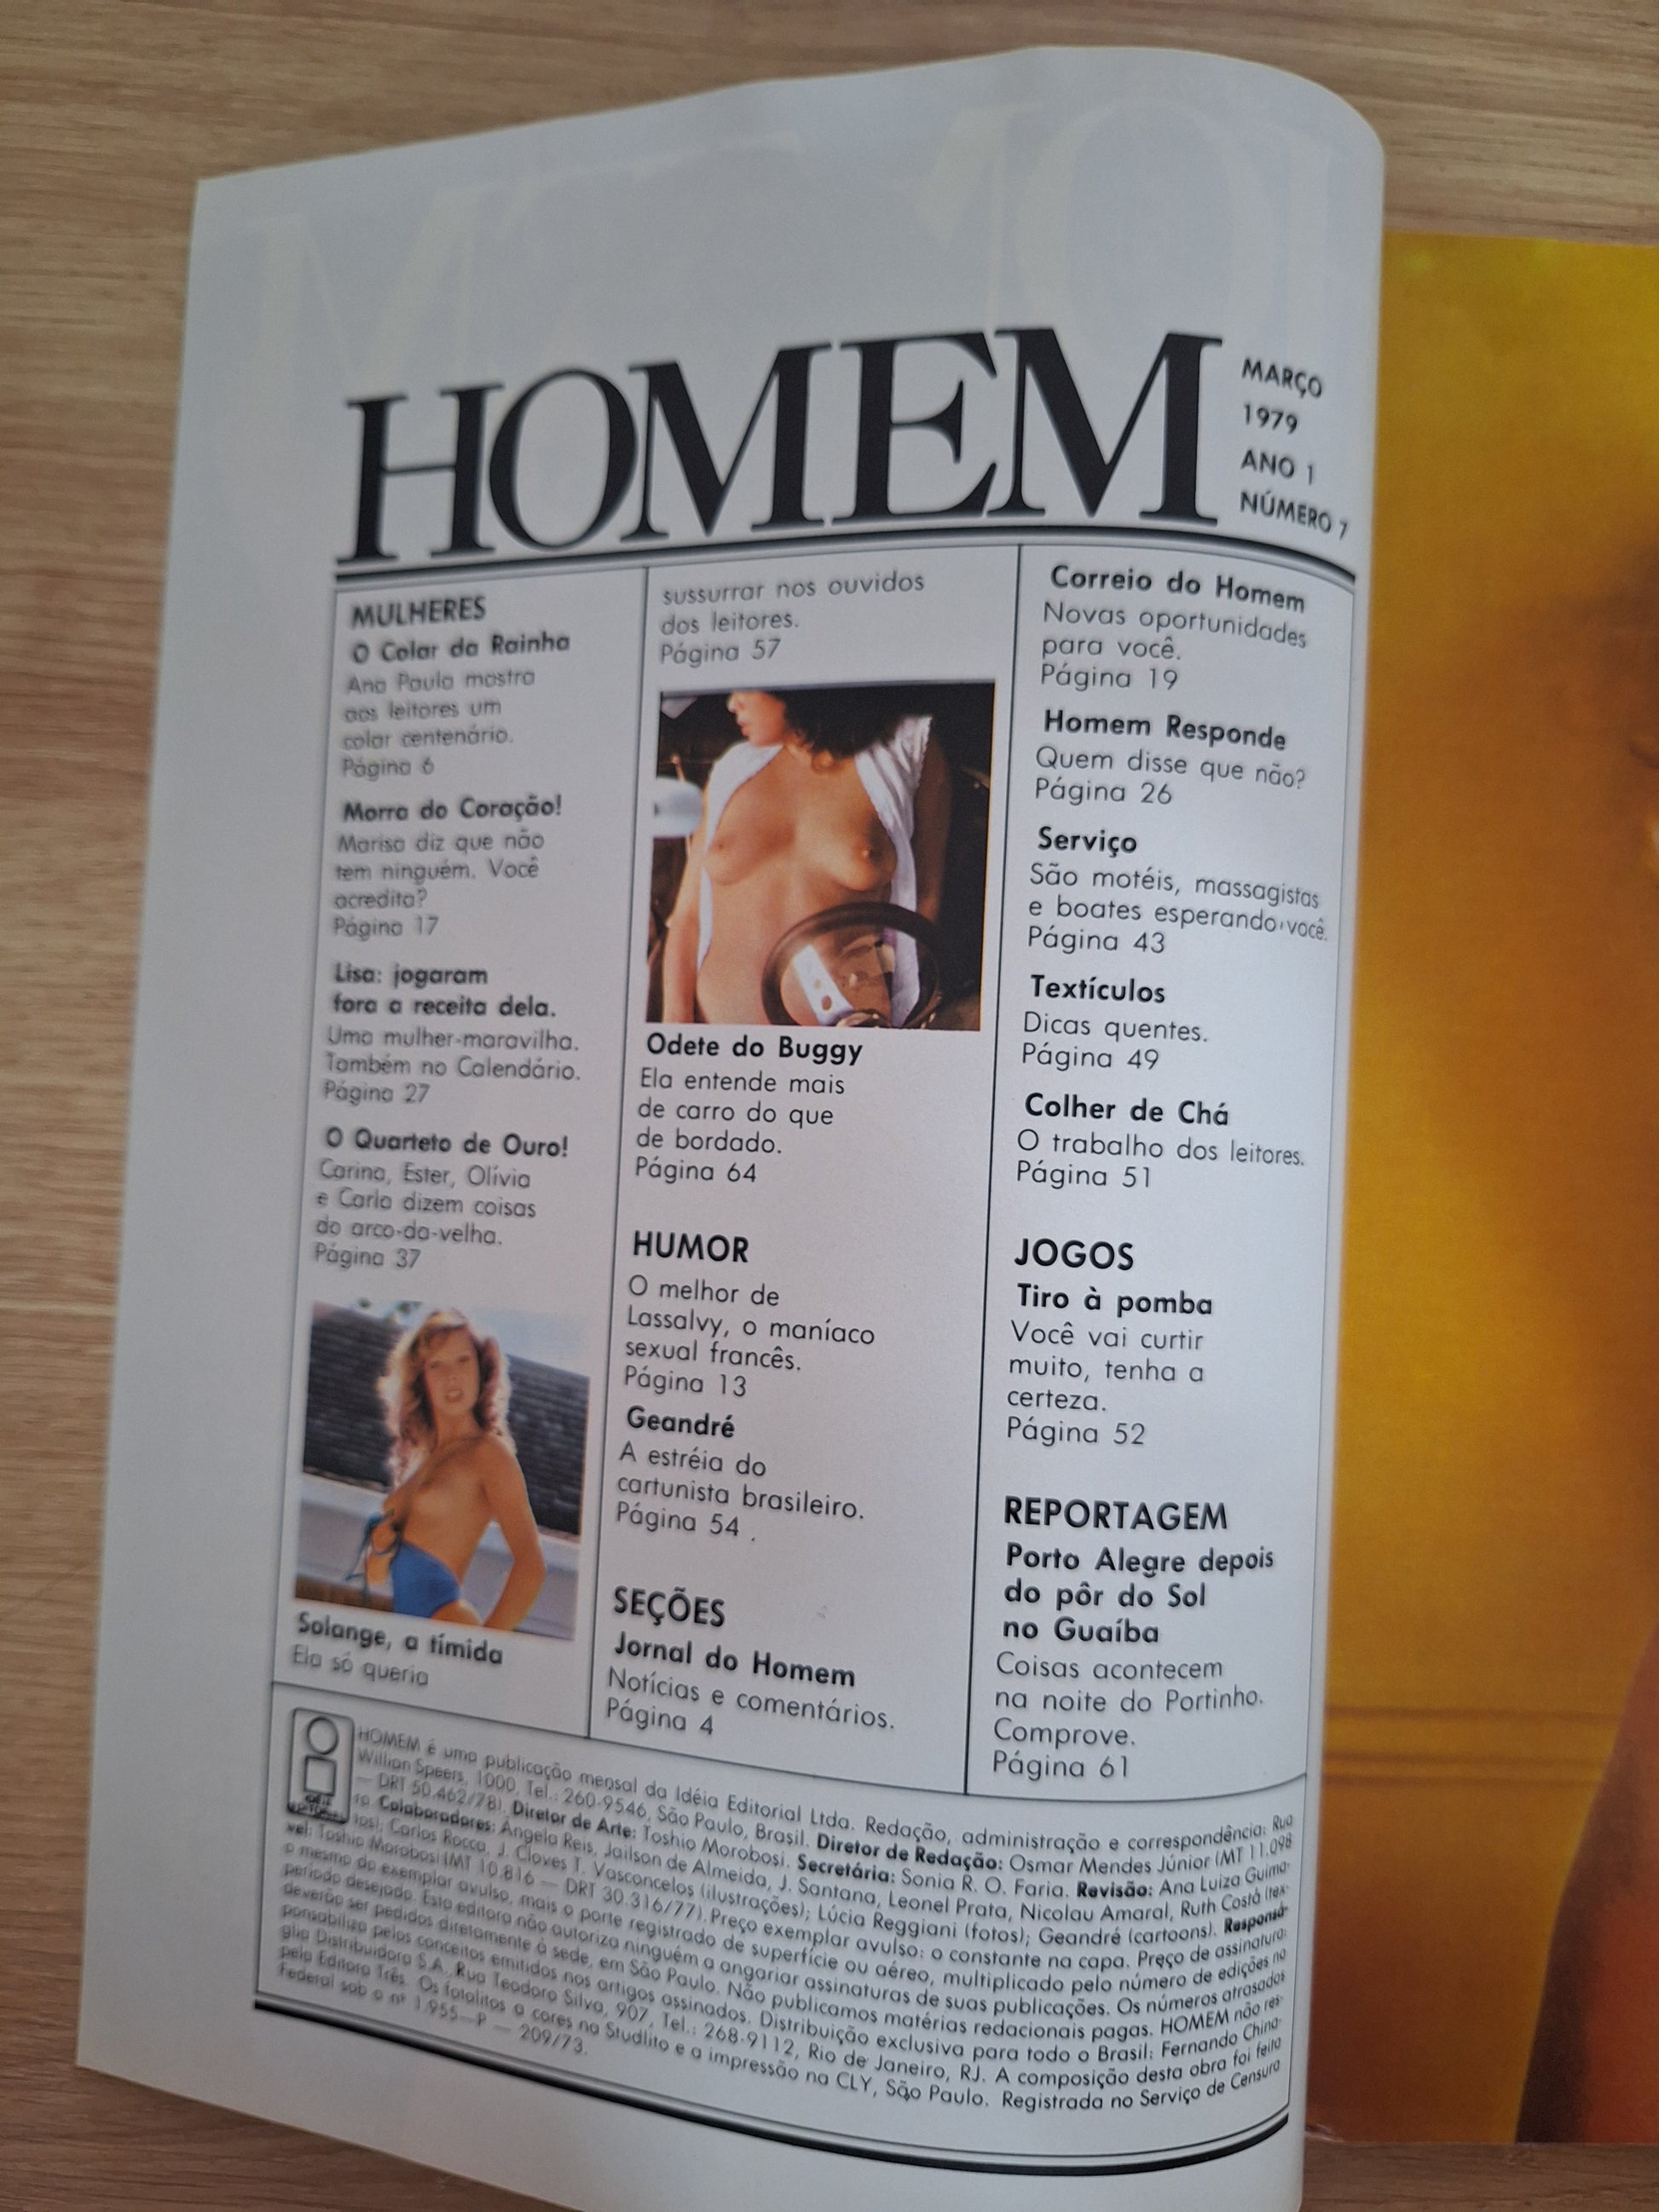 HOMEM
MARÇO
1979
ANO 1
NÚMERO 7
MULHERES
O Colar da Rainha
Ana Paula mostra
aos leitores um
colar centenário.
Página 6
Morra do Coração!
Marisa diz que não
tem ninguém. Você
acredita?
Página 17
Lisa: jogaram
fora a receita dela.
Uma mulher-maravilha.
Também no Calendário.
Página 27
O Quarteto de Ouro!
Carina, Ester, Olívia
e Carla dizem coisas
do arco-da-velha.
Página 37
Solange, a tímida
Ela só queria
sussurrar nos ouvidos
dos leitores.
Página 57
Odete do Buggy
Ela entende mais
de carro do que
de bordado.
Página 64
HUMOR
O melhor de
Lassalvy, o maníaco
sexual francês.
Página 13
Geandré
A estréia do
cartunista brasileiro.
Página 54
SEÇÕES
Jornal do Homem
Notícias e comentários.
Página 4
Correio do Homem
Novas oportunidades
para você.
Página 19
Homem Responde
Quem disse que não?
Página 26
Serviço
São motéis, massagistas
e boates esperando você.
Página 43
Textículos
Dicas quentes.
Página 49
Colher de Chá
O trabalho dos leitores.
Página 51
JOGOS
Tiro à pomba
Você vai curtir
muito, tenha a
certeza.
Página 52
REPORTAGEM
Porto Alegre depois
do pôr do Sol
no Guaíba
Coisas acontecem
na noite do Portinho.
Comprove.
Página 61
HOMEM é uma publicação mensal da Idéia Editorial Ltda. Redação, administração e correspondência: Rua
Willian Speers, 1000, Tel.: 260-9546, São Paulo, Brasil. Diretor de Redação: Osmar Mendes Júnior (MT 11.098
— DRT 50.462/78). Diretor de Arte: Toshio Morobosi. Secretária: Sonia R. O. Faria. Revisão: Ana Luiza Guima-
ro. Colaboradores: Ângela Reis, Jailson de Almeida, J. Santana, Leonel Prata, Nicolau Amaral, Ruth Costa (tex-
tos); Carlos Rocca, J. Cloves T. Vasconcelos (ilustrações); Lúcia Reggiani (fotos); Geandré (cartoons). Responsá-
vel: Toshio Morobosi (MT 10.816 — DRT 30.316/77). Preço exemplar avulso: o constante na capa. Preço de assinatura:
o mesmo do exemplar avulso, mais o porte registrado de superfície ou aéreo, multiplicado pelo número de edições no
período desejado. Esta editora não autoriza ninguém a angariar assinaturas de suas publicações. Os números atrasados
deverão ser pedidos diretamente à sede, em São Paulo. Não publicamos matérias redacionais pagas. HOMEM não res-
ponsabiliza pelos conceitos emitidos nos artigos assinados. Distribuição exclusiva para todo o Brasil: Fernando China-
glia Distribuidora S.A., Rua Teodoro Silva, 907, Tel.: 268-9112, Rio de Janeiro, RJ. A composição desta obra foi feita
pela Editora Três. Os fotolitos a cores na Studlito e a impressão na CLY, São Paulo. Registrada no Serviço de Censura
Federal sob o nº 1.955—P — 209/73.